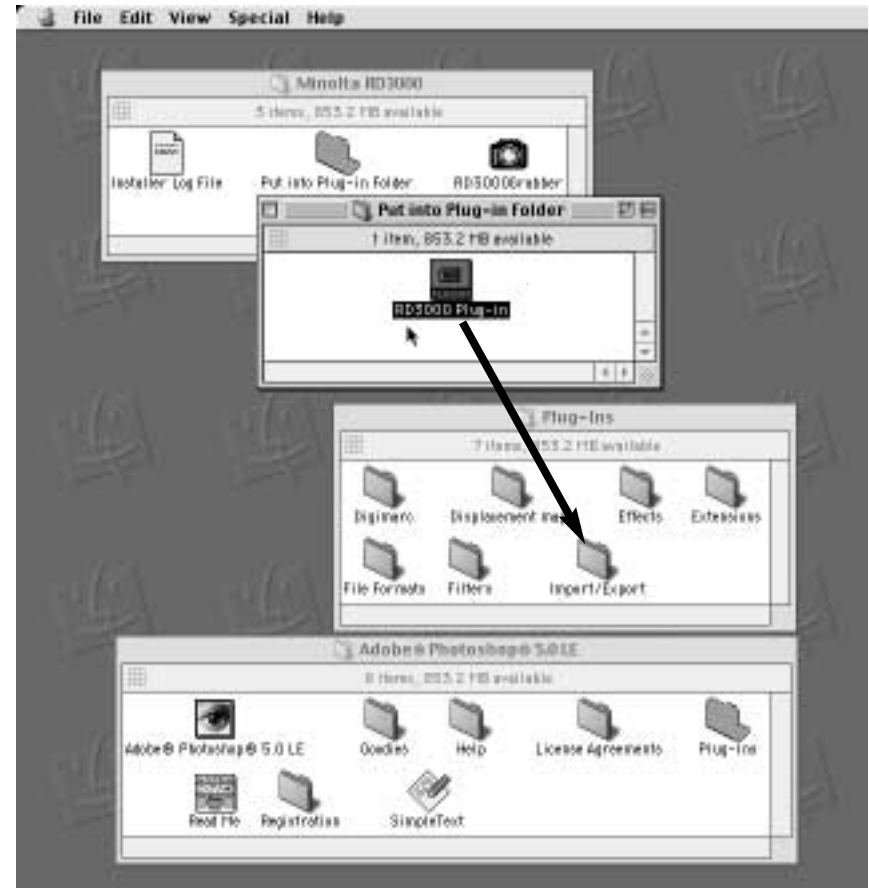 File Edit View Special Help
Minolta RD3000
3 items, 853.2 MB available
Installer Log File Put into Plug-in Folder RD3000Grabber
Put into Plug-in Folder
1 item, 853.2 MB available
RD3000 Plug-In
Plug-Ins
7 items, 853.2 MB available
Digimarc Displacement Effects Extensions
File Formats Filters Import/Export
Adobe® Photoshop® 5.0 LE
8 items, 853.2 MB available
Adobe® Photoshop® 5.0 LE Goodies Help License Agreements Plug-Ins
Read Me Registration SimpleText